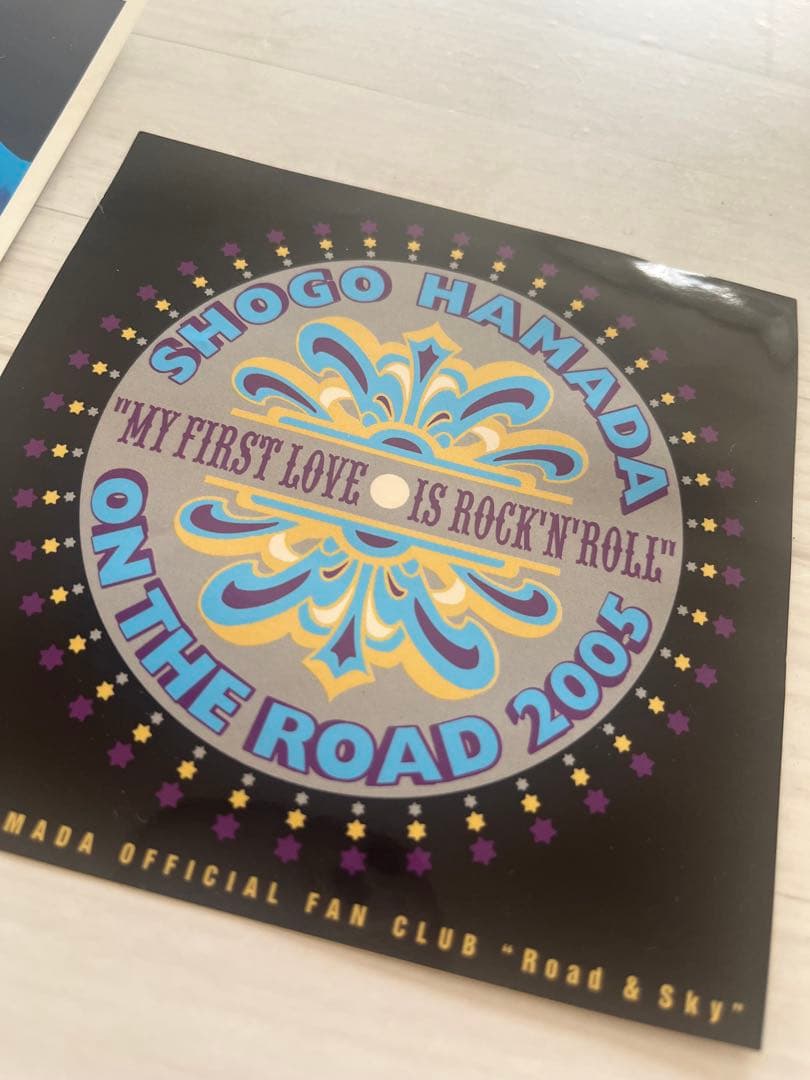 SHOGO HAMADA
"MY FIRST LOVE IS ROCK'N'ROLL"
ON THE ROAD 2005
MADA OFFICIAL FAN CLUB "Road & Sky"